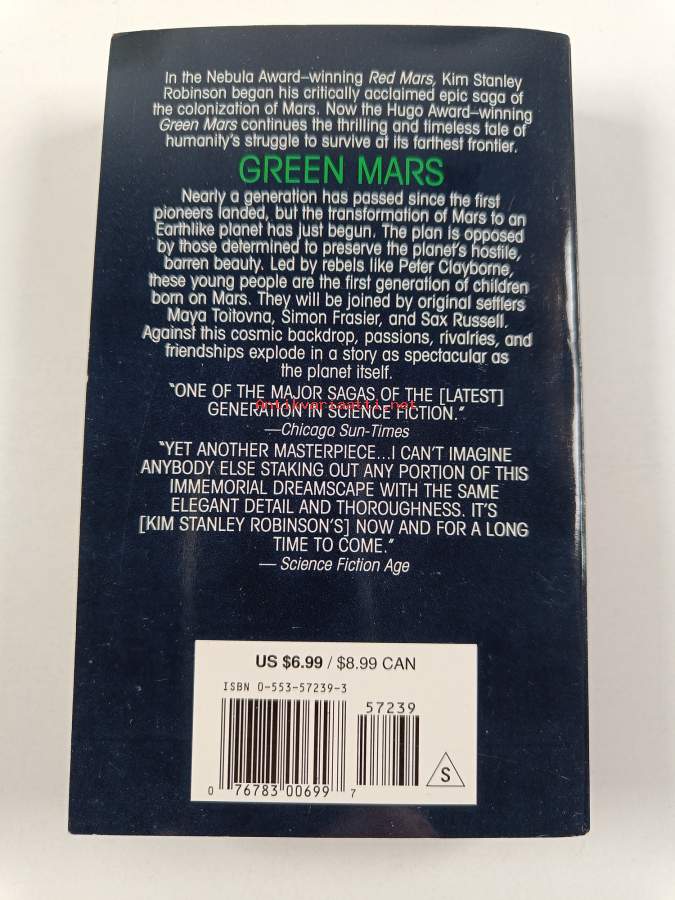 In the Nebula Award–winning Red Mars, Kim Stanley
Robinson began his critically acclaimed epic saga of
the colonization of Mars. Now the Hugo Award–winning
Green Mars continues the thrilling and timeless tale of
humanity's struggle to survive at its farthest frontier.
GREEN MARS
Nearly a generation has passed since the first
pioneers landed, but the transformation of Mars to an
Earthlike planet has just begun. The plan is opposed
by those determined to preserve the planet's hostile,
barren beauty. Led by rebels like Peter Clayborne,
these young people are the first generation of children
born on Mars. They will be joined by original settlers
Maya Toitovna, Simon Frasier, and Sax Russell.
Against this cosmic backdrop, passions, rivalries, and
friendships explode in a story as spectacular as
the planet itself.
"ONE OF THE MAJOR SAGAS OF THE [LATEST]
Antikvariaatti.net
GENERATION IN SCIENCE FICTION."
—Chicago Sun-Times
"YET ANOTHER MASTERPIECE...I CAN'T IMAGINE
ANYBODY ELSE STAKING OUT ANY PORTION OF THIS
IMMEMORIAL DREAMSCAPE WITH THE SAME
ELEGANT DETAIL AND THOROUGHNESS. IT'S
[KIM STANLEY ROBINSON'S] NOW AND FOR A LONG
TIME TO COME."
— Science Fiction Age
US $6.99 / $8.99 CAN
ISBN 0-553-57239-3
57239
0 76783 00699 7
S